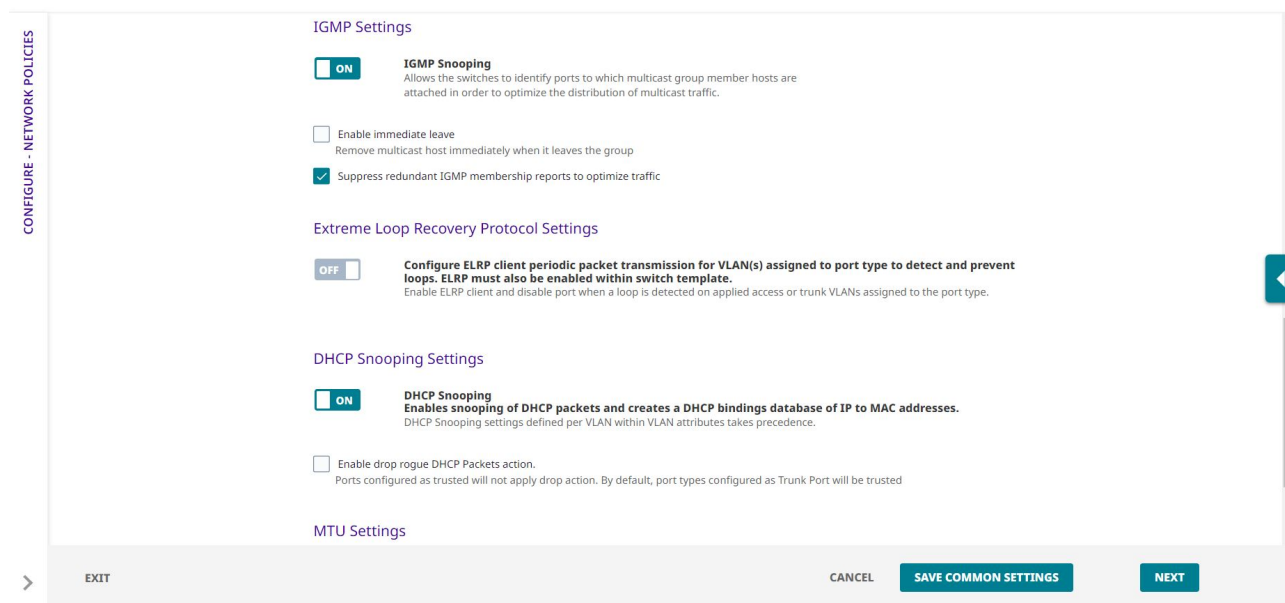 CONFIGURE - NETWORK POLICIES
IGMP Settings
ON
IGMP Snooping
Allows the switches to identify ports to which multicast group member hosts are
attached in order to optimize the distribution of multicast traffic.
Enable immediate leave
Remove multicast host immediately when it leaves the group
Suppress redundant IGMP membership reports to optimize traffic
Extreme Loop Recovery Protocol Settings
OFF
Configure ELRP client periodic packet transmission for VLAN(s) assigned to port type to detect and prevent
loops. ELRP must also be enabled within switch template.
Enable ELRP client and disable port when a loop is detected on applied access or trunk VLANs assigned to the port type.
DHCP Snooping Settings
ON
DHCP Snooping
Enables snooping of DHCP packets and creates a DHCP bindings database of IP to MAC addresses.
DHCP Snooping settings defined per VLAN within VLAN attributes takes precedence.
Enable drop rogue DHCP Packets action.
Ports configured as trusted will not apply drop action. By default, port types configured as Trunk Port will be trusted
MTU Settings
EXIT
CANCEL
SAVE COMMON SETTINGS
NEXT